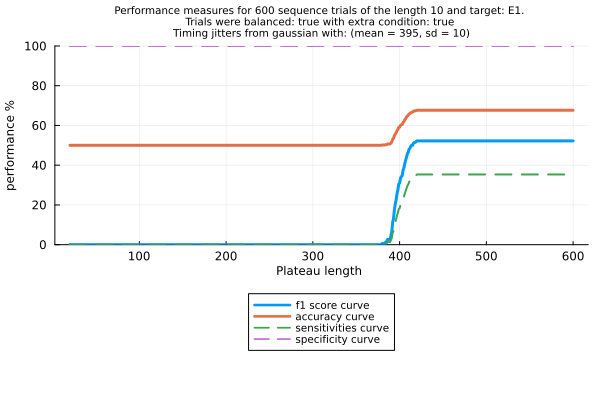 Performance measures for 600 sequence trials of the length 10 and target: E1.
Trials were balanced: true with extra condition: true
Timing jitters from gaussian with: (mean = 395, sd = 10)
100
80
60
40
20
0
performance %
100 200 300 400 500 600
Plateau length
f1 score curve
accuracy curve
sensitivities curve
specificity curve